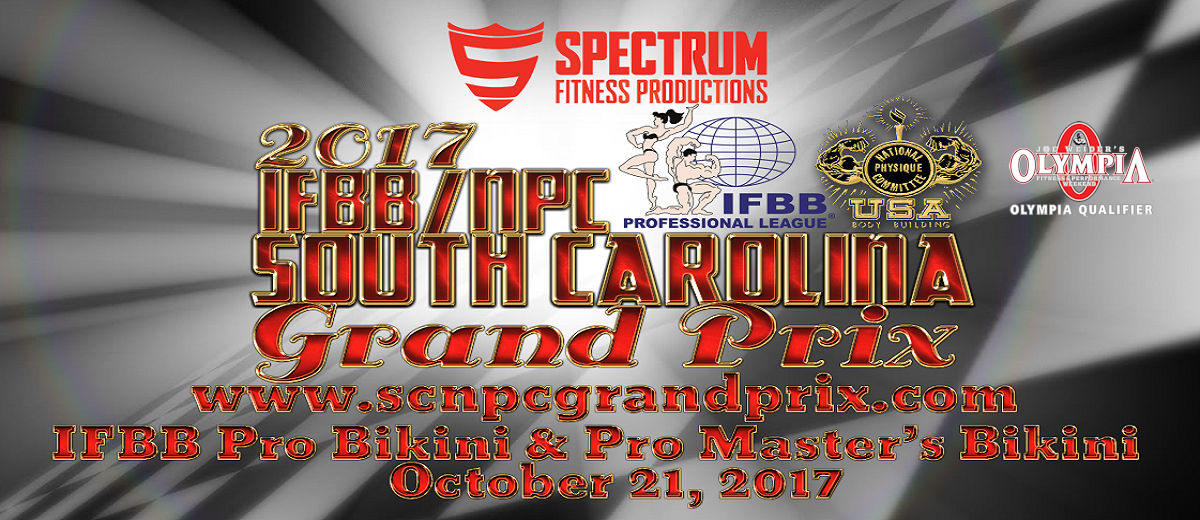 SPECTRUM
FITNESS PRODUCTIONS
2017
IFBB/NPC
SOUTH CAROLINA
Grand Prix
IFBB
PROFESSIONAL LEAGUE®
NATIONAL
PHYSIQUE
COMMITTEE
USA
BODY BUILDING
JOE WEIDER'S
OLYMPIA
FITNESS & PERFORMANCE
WEEKEND
OLYMPIA QUALIFIER
www.scnpcgrandprix.com
IFBB Pro Bikini & Pro Master's Bikini
October 21, 2017